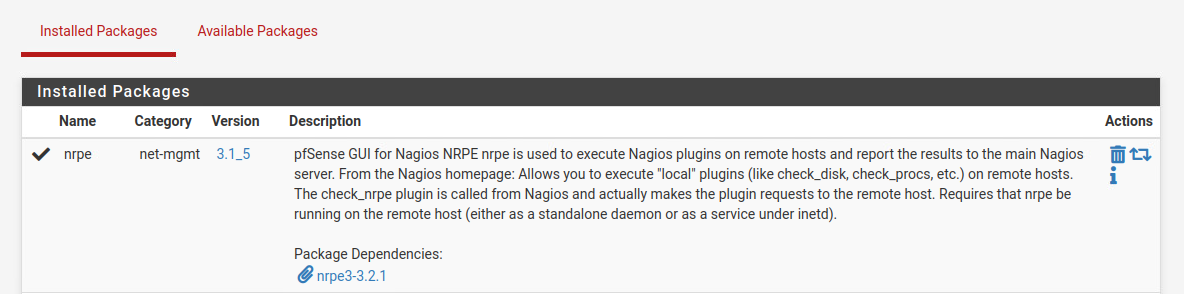 Installed Packages Available Packages
Installed Packages
Name Category Version Description Actions
nrpe net-mgmt 3.1_5 pfSense GUI for Nagios NRPE nrpe is used to execute Nagios plugins on remote hosts and report the results to the main Nagios
server. From the Nagios homepage: Allows you to execute "local" plugins (like check_disk, check_procs, etc.) on remote hosts.
The check_nrpe plugin is called from Nagios and actually makes the plugin requests to the remote host. Requires that nrpe be
running on the remote host (either as a standalone daemon or as a service under inetd).
Package Dependencies:
nrpe3-3.2.1